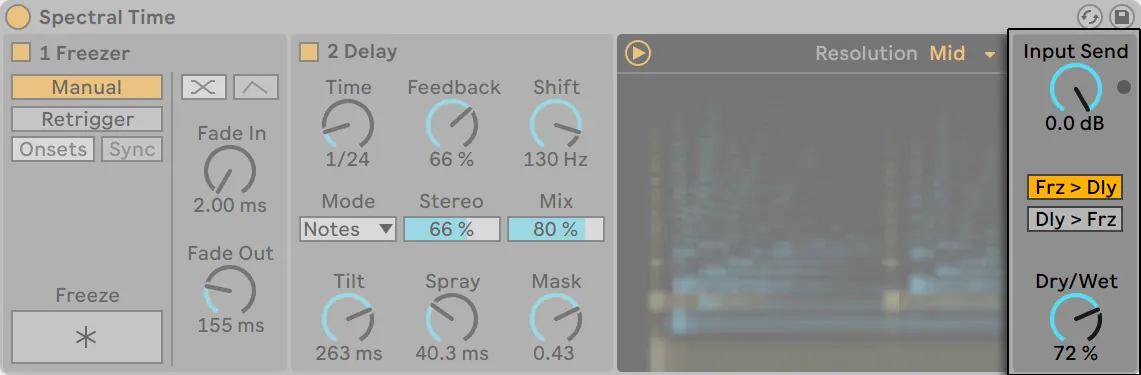 Spectral Time
1 Freezer
Manual
Retrigger
Onsets Sync
Fade In
2.00 ms
Fade Out
155 ms
Freeze
2 Delay
Time Feedback Shift
1/24 66 % 130 Hz
Mode Stereo Mix
Notes 66 % 80 %
Tilt Spray Mask
263 ms 40.3 ms 0.43
Resolution Mid
Input Send
0.0 dB
Frz > Dly
Dly > Frz
Dry/Wet
72 %